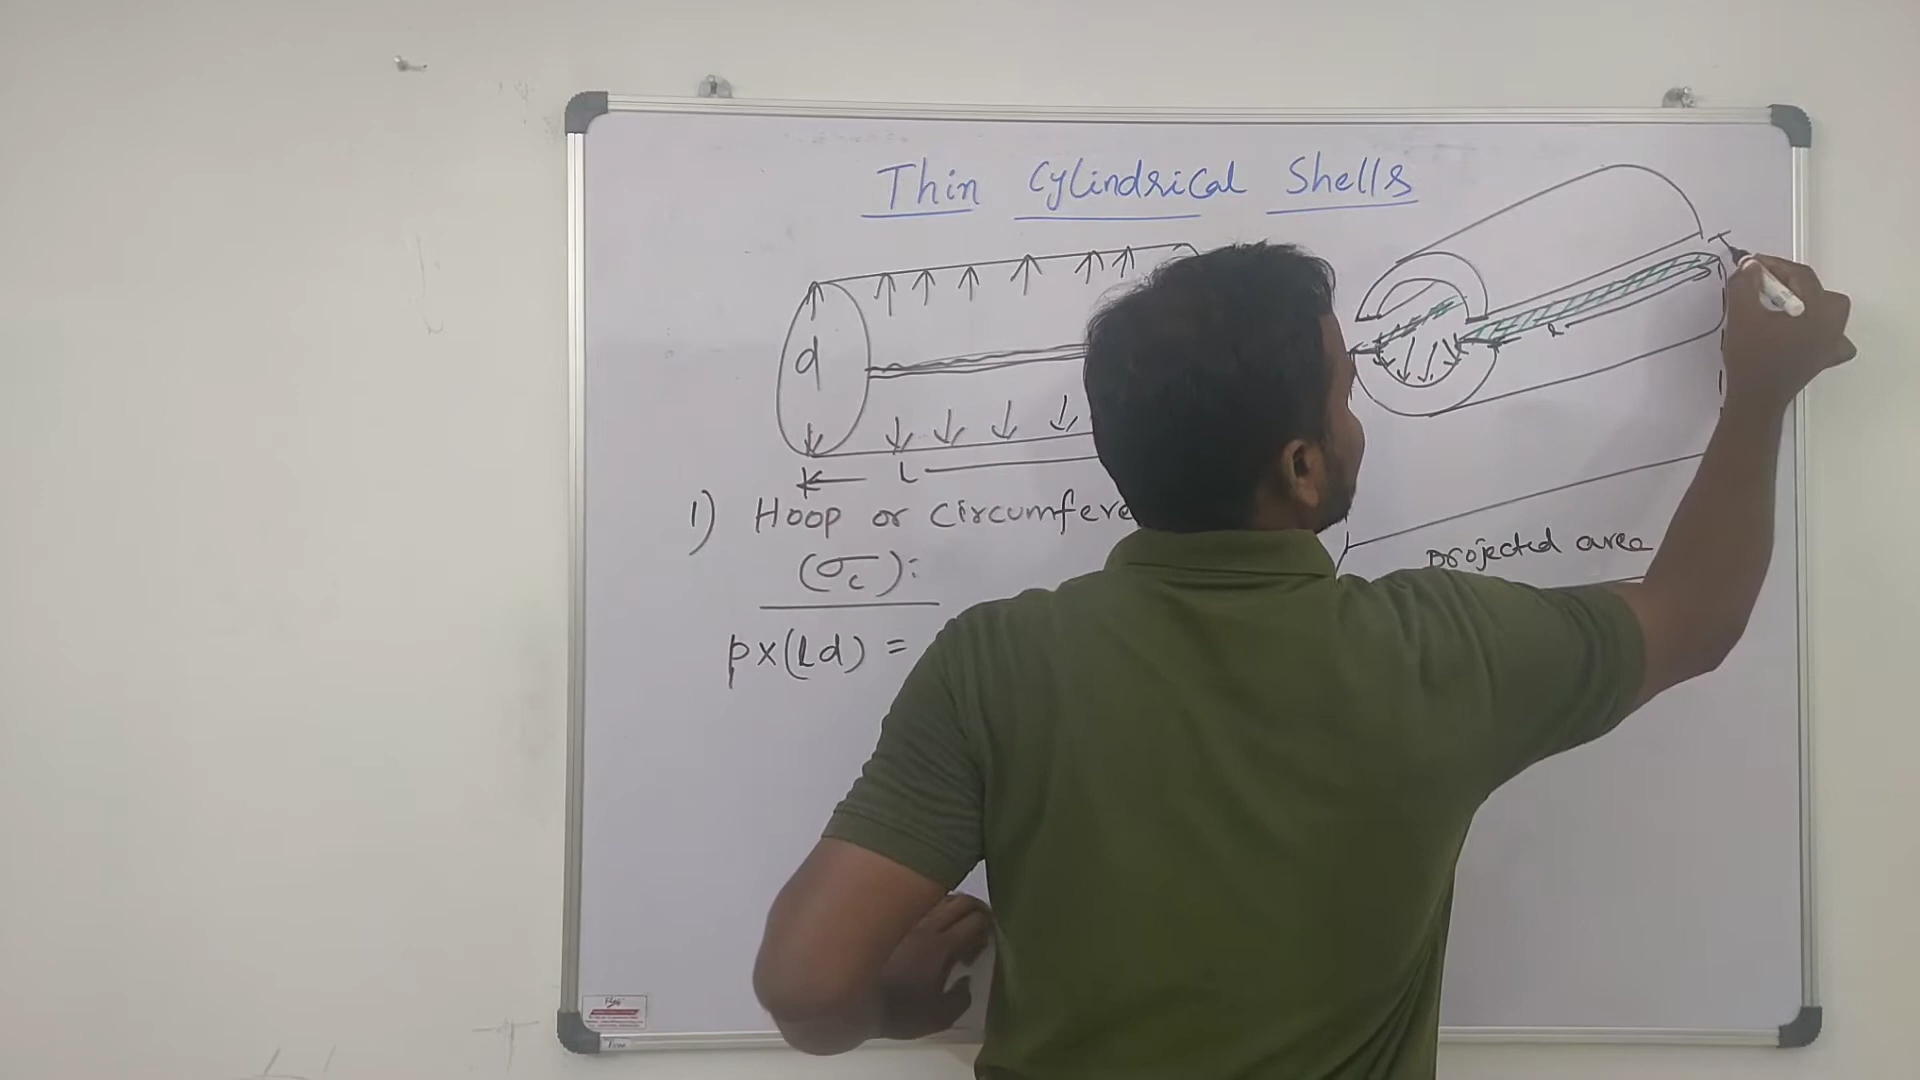 Thin Cylindrical Shells
d
L
1) Hoop or circumfere
(σc):
p×(Ld) =
l
projected area